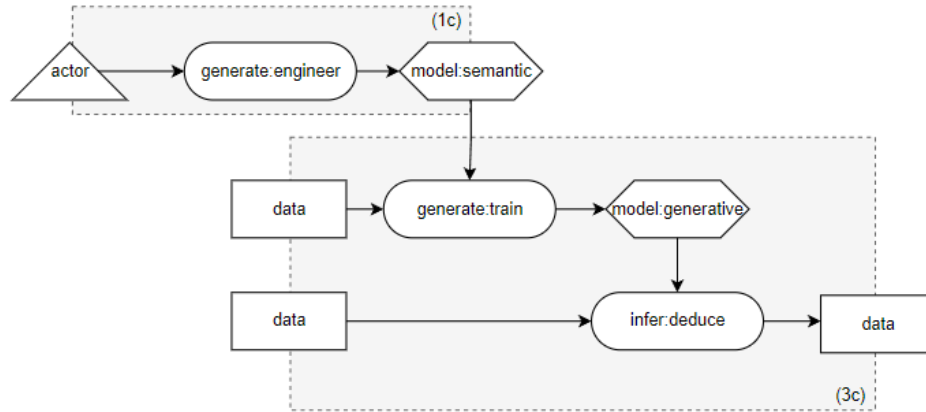 (1c)
actor
generate:engineer
model:semantic
data
generate:train
model:generative
data
infer:deduce
data
(3c)